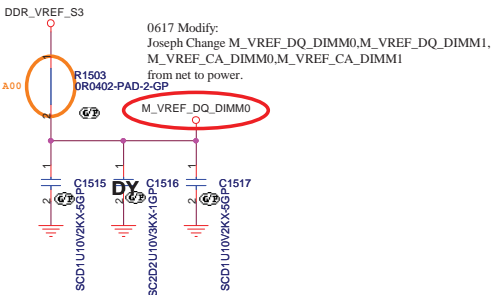 DDR_VREF_S3
0617 Modify:
Joseph Change M_VREF_DQ_DIMM0,M_VREF_DQ_DIMM1,
M_VREF_CA_DIMM0,M_VREF_CA_DIMM1
from net to power.
1
A00
R1503
0R0402-PAD-2-GP
2
G/P
M_VREF_DQ_DIMM0
1
2
G/P
C1515
SCD1U10V2KX-5GP
1
2
DY
G/P
C1516
SC2D2U10V3KX-1GP
1
2
G/P
C1517
SCD1U10V2KX-5GP